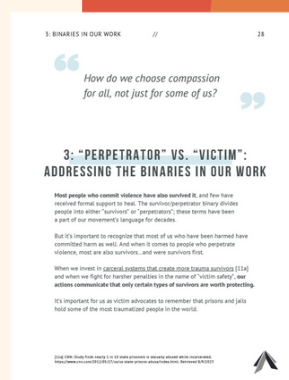 3: BINARIES IN OUR WORK // 28
“
How do we choose compassion
for all, not just for some of us?
”
3: “PERPETRATOR” VS. “VICTIM”:
ADDRESSING THE BINARIES IN OUR WORK
Most people who commit violence have also survived it, and few have
received formal support to heal. The survivor/perpetrator binary divides
people into either “survivors” or “perpetrators”; these terms have been
a part of our movement’s language for decades.
But it’s important to recognize that most of us who have been harmed have
committed harm as well. And when it comes to people who perpetrate
violence, most are also survivors...and were survivors first.
When we invest in carceral systems that create more trauma survivors [11a]
and when we fight for harsher penalties in the name of “victim safety”, our
actions communicate that only certain types of survivors are worth protecting.
It’s important for us as victim advocates to remember that prisons and jails
hold some of the most traumatized people in the world.